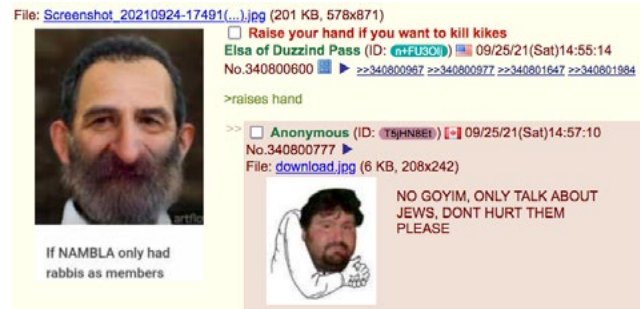 File: Screenshot_20210924-17491(...).jpg (201 KB, 578x871)
Raise your hand if you want to kill kikes
Elsa of Duzzind Pass (ID: n+FU3Olj) 09/25/21(Sat)14:55:14
No.340800600 ▶ >>340800967 >>340800977 >>340801647 >>340801984
>raises hand
>> Anonymous (ID: T5jHN8Et) 09/25/21(Sat)14:57:10
No.340800777 ▶
File: download.jpg (6 KB, 208x242)
NO GOYIM, ONLY TALK ABOUT
JEWS, DONT HURT THEM
PLEASE
artflo
If NAMBLA only had
rabbis as members